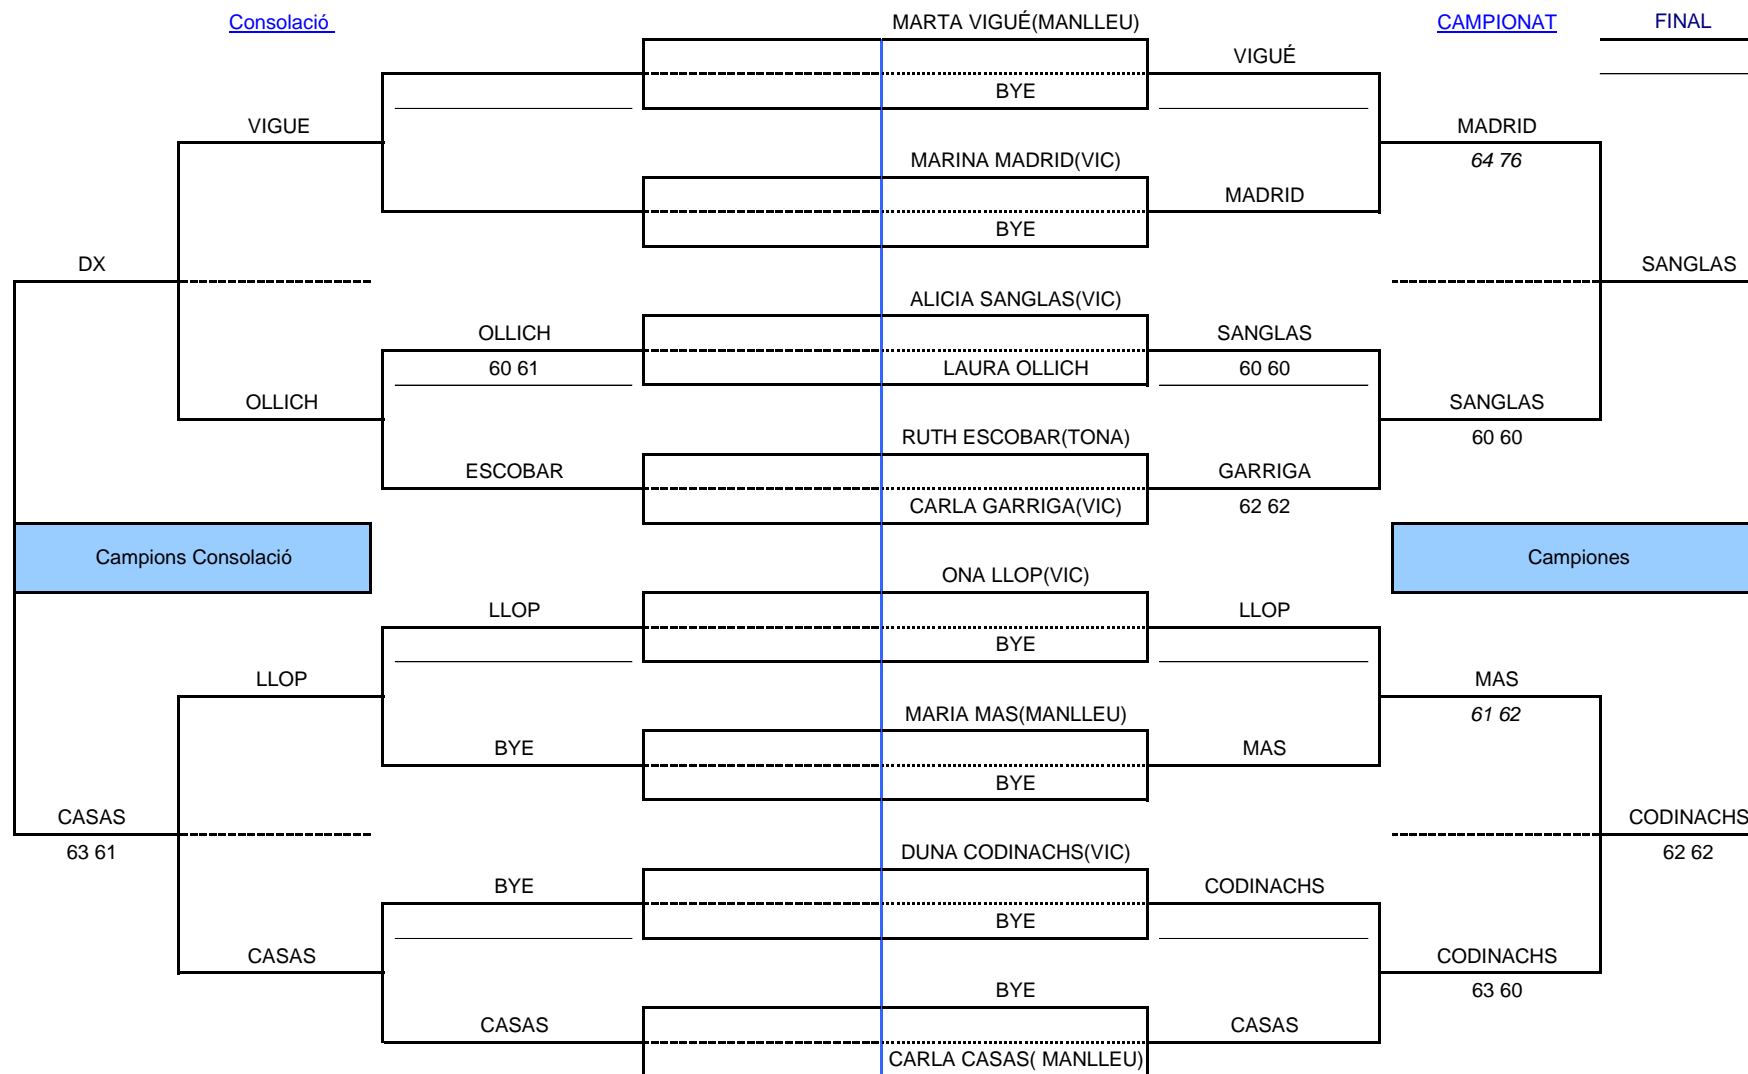 Consolació
MARTA VIGUÉ(MANLLEU)
CAMPIONAT
FINAL
VIGUÉ
BYE
VIGUE
MADRID
MARINA MADRID(VIC)
64 76
MADRID
BYE
DX
SANGLAS
ALICIA SANGLAS(VIC)
OLLICH
SANGLAS
60 61
LAURA OLLICH
60 60
OLLICH
SANGLAS
RUTH ESCOBAR(TONA)
60 60
ESCOBAR
GARRIGA
CARLA GARRIGA(VIC)
62 62
Campions Consolació
Campiones
ONA LLOP(VIC)
LLOP
LLOP
BYE
LLOP
MAS
MARIA MAS(MANLLEU)
61 62
BYE
MAS
BYE
CASAS
CODINACHS
63 61
DUNA CODINACHS(VIC)
62 62
BYE
CODINACHS
BYE
CASAS
CODINACHS
BYE
63 60
CASAS
CASAS
CARLA CASAS( MANLLEU)